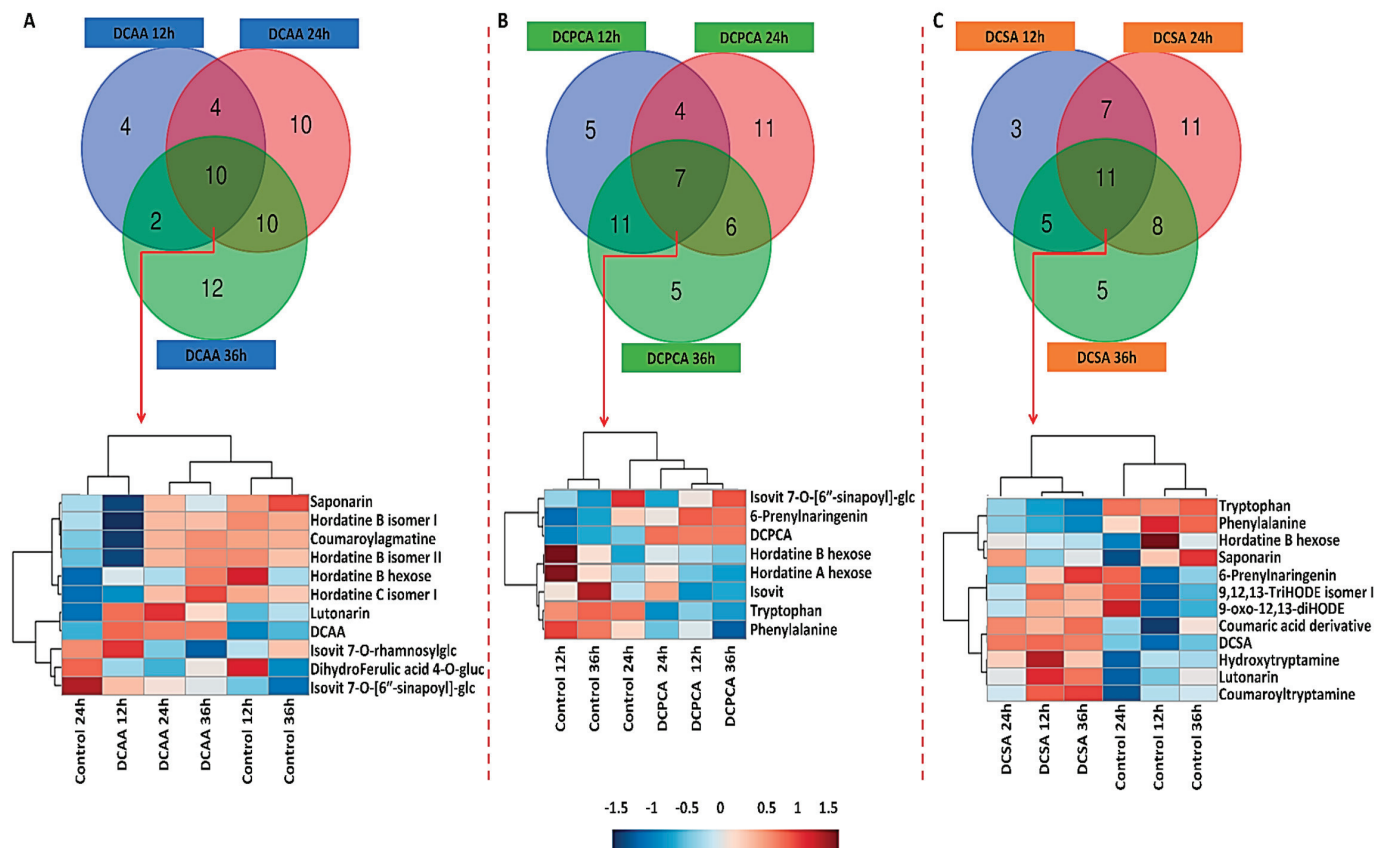 A
DCAA 12h
DCAA 24h
4
4
10
10
2
10
12
DCAA 36h
Saponarin
Hordatine B isomer I
Coumaroylagmatine
Hordatine B isomer II
Hordatine B hexose
Hordatine C isomer I
Lutonarin
DCAA
Isovit 7-O-rhamnosylglc
DihydroFerulic acid 4-O-gluc
Isovit 7-O-[6”-sinapoyl]-glc
Control 24h
DCAA 12h
DCAA 24h
DCAA 36h
Control 12h
Control 36h
B
DCPCA 12h
DCPCA 24h
5
4
11
7
11
6
5
DCPCA 36h
Isovit 7-O-[6”-sinapoyl]-glc
6-Prenylnaringenin
DCPCA
Hordatine B hexose
Hordatine A hexose
Isovit
Tryptophan
Phenylalanine
Control 12h
Control 36h
Control 24h
DCPCA 24h
DCPCA 12h
DCPCA 36h
C
DCSA 12h
DCSA 24h
3
7
11
11
5
8
5
DCSA 36h
Tryptophan
Phenylalanine
Hordatine B hexose
Saponarin
6-Prenylnaringenin
9,12,13-TriHODE isomer I
9-oxo-12,13-diHODE
Coumaric acid derivative
DCSA
Hydroxytryptamine
Lutonarin
Coumaroyltryptamine
DCSA 24h
DCSA 12h
DCSA 36h
Control 24h
Control 12h
Control 36h
-1.5 -1 -0.5 0 0.5 1 1.5